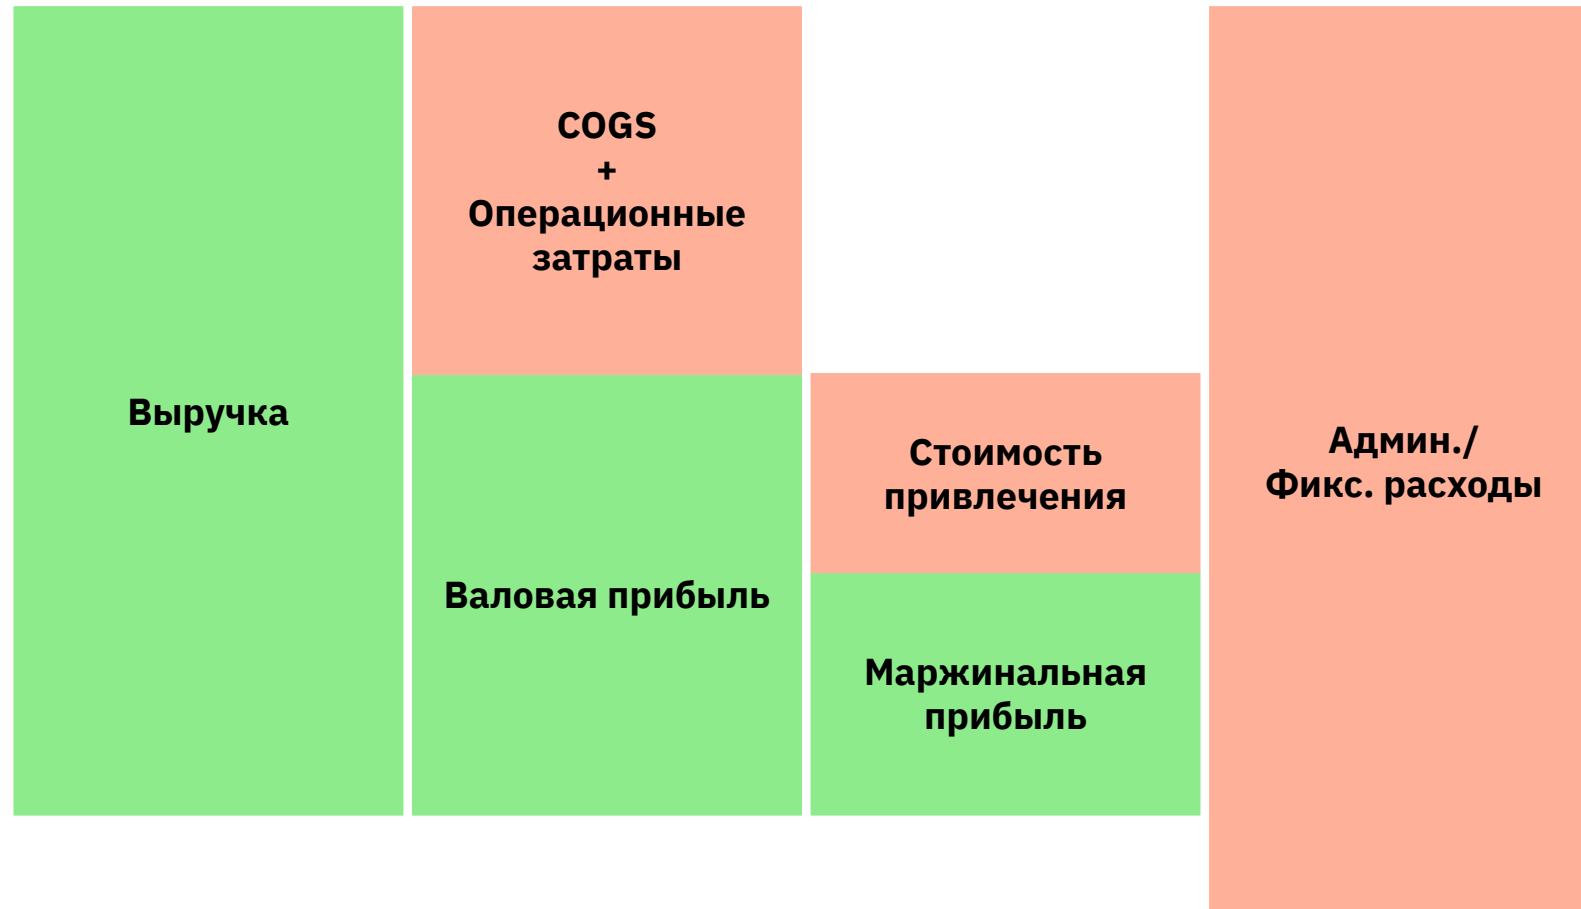 Выручка
COGS
+
Операционные
затраты
Валовая прибыль
Стоимость
привлечения
Маржинальная
прибыль
Админ./
Фикс. расходы